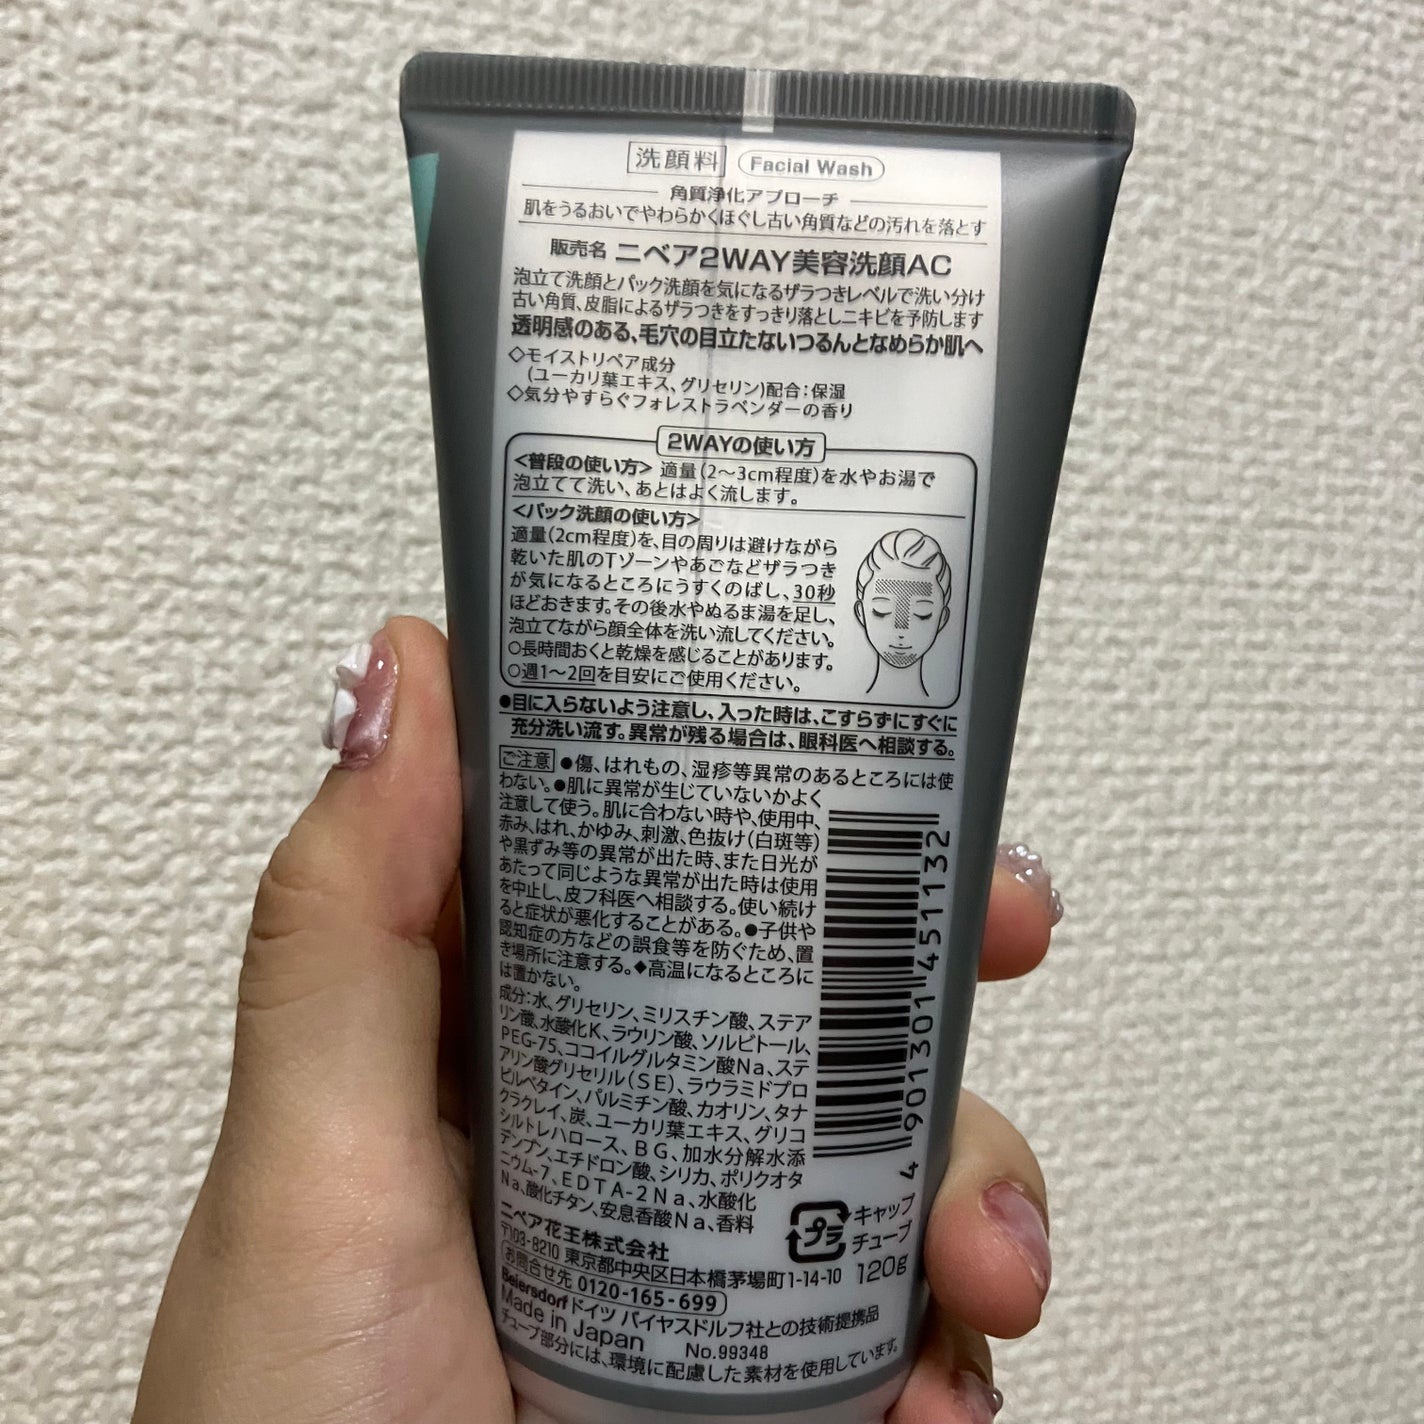 洗顔料 Facial Wash
角質浄化アプローチ
肌をうるおいでやわらかくほぐし古い角質などの汚れを落とす
販売名 ニベア2WAY美容洗顔AC
泡立て洗顔とパック洗顔を気になるザラつきレベルで洗い分け
古い角質、皮脂によるザラつきをすっきり落としニキビを予防します
透明感のある、毛穴の目立たないつるんとなめらか肌へ
◇モイストリペア成分
(ユーカリ葉エキス、グリセリン)配合:保湿
◇気分やすらぐフォレストラベンダーの香り
2WAYの使い方
<普段の使い方> 適量(2〜3cm程度)を水やお湯で
泡立てて洗い、あとはよく流します。
<パック洗顔の使い方>
適量(2cm程度)を、目の周りは避けながら
乾いた肌のTゾーンやあごなどザラつき
が気になるところにうすくのばし、30秒
ほどおきます。その後水やぬるま湯を足し、
泡立てながら顔全体を洗い流してください。
○長時間おくと乾燥を感じることがあります。
○週1〜2回を目安にご使用ください。
●目に入らないよう注意し、入った時は、こすらずにすぐに
充分洗い流す。異常が残る場合は、眼科医へ相談する。
ご注意 ●傷、はれもの、湿疹等異常のあるところには使
わない。●肌に異常が生じていないかよく
注意して使う。肌に合わない時や、使用中、
赤み、はれ、かゆみ、刺激、色抜け(白斑等)
や黒ずみ等の異常が出た時、また日光が
あたって同じような異常が出た時は使用
を中止し、皮フ科医へ相談する。使い続け
ると症状が悪化することがある。●子供や
認知症の方などの誤食等を防ぐため、置
き場所に注意する。◆高温になるところに
は置かない。
成分:水、グリセリン、ミリスチン酸、ステア
リン酸、水酸化K、ラウリン酸、ソルビトール、
PEG-75、ココイルグルタミン酸Na、ステ
アリン酸グリセリル(SE)、ラウラミドプロ
ピルベタイン、パルミチン酸、カオリン、タナ
クラクレイ、炭、ユーカリ葉エキス、グリコ
シルトレハロース、BG、加水分解水添
デンプン、エチドロン酸、シリカ、ポリクオタ
ニウム-7、EDTA-2Na、水酸化
Na、酸化チタン、安息香酸Na、香料
4 901301 451132
プラ キャップ
チューブ
ニベア花王株式会社
〒103-8210 東京都中央区日本橋茅場町1-14-10 120g
お問合せ先 0120-165-699
Beiersdorf ドイツ バイヤスドルフ社との技術提携品
Made in Japan No.99348
チューブ部分には、環境に配慮した素材を使用しています。